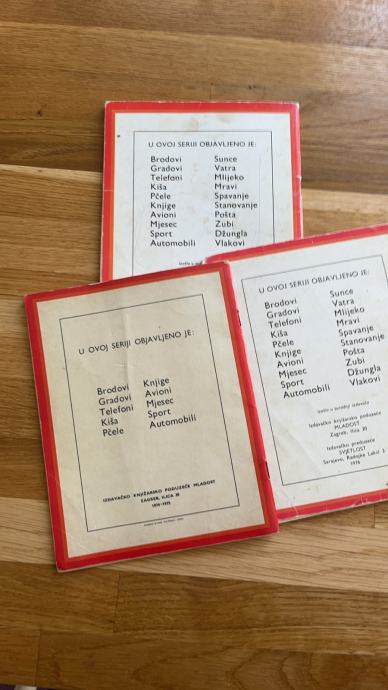 U OVOJ SERIJI OBJAVLJENO JE:
Brodovi Sunce
Gradovi Vatra
Telefoni Mlijeko
Kiša Mravi
Pčele Spavanje
Knjige Stanovanje
Avioni Pošta
Mjesec Zubi
Sport Džungla
Automobili Vlakovi
U OVOJ SERIJI OBJAVLJENO JE:
Brodovi Sunce
Gradovi Vatra
Telefoni Mlijeko
Kiša Mravi
Pčele Spavanje
Knjige Stanovanje
Avioni Pošta
Mjesec Zubi
Sport Džungla
Automobili Vlakovi
Izdavačko knjižarsko poduzeće
MLADOST
Zagreb, Ilica 30
Izdavačko preduzeće
SVJETLOST
Sarajevo, Radojke Lakić 3
1976
U OVOJ SERIJI OBJAVLJENO JE:
Brodovi Knjige
Gradovi Avioni
Telefoni Mjesec
Kiša Sport
Pčele Automobili
IZDAVAČKO KNJIŽARSKO PODUZEĆE MLADOST
ZAGREB, ILICA 30